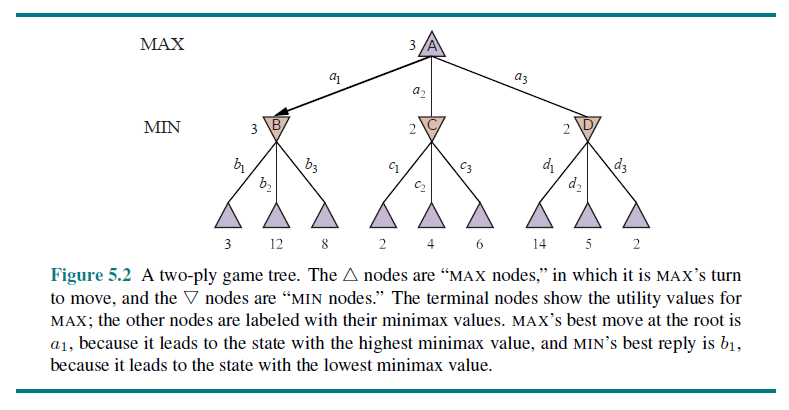 MAX
3 A
a1 a2 a3
MIN
3 B 2 C 2 D
b1 b2 b3 c1 c2 c3 d1 d2 d3
3 12 8 2 4 6 14 5 2
Figure 5.2 A two-ply game tree. The △ nodes are “MAX nodes,” in which it is MAX’s turn
to move, and the ▽ nodes are “MIN nodes.” The terminal nodes show the utility values for
MAX; the other nodes are labeled with their minimax values. MAX’s best move at the root is
a1, because it leads to the state with the highest minimax value, and MIN’s best reply is b1,
because it leads to the state with the lowest minimax value.